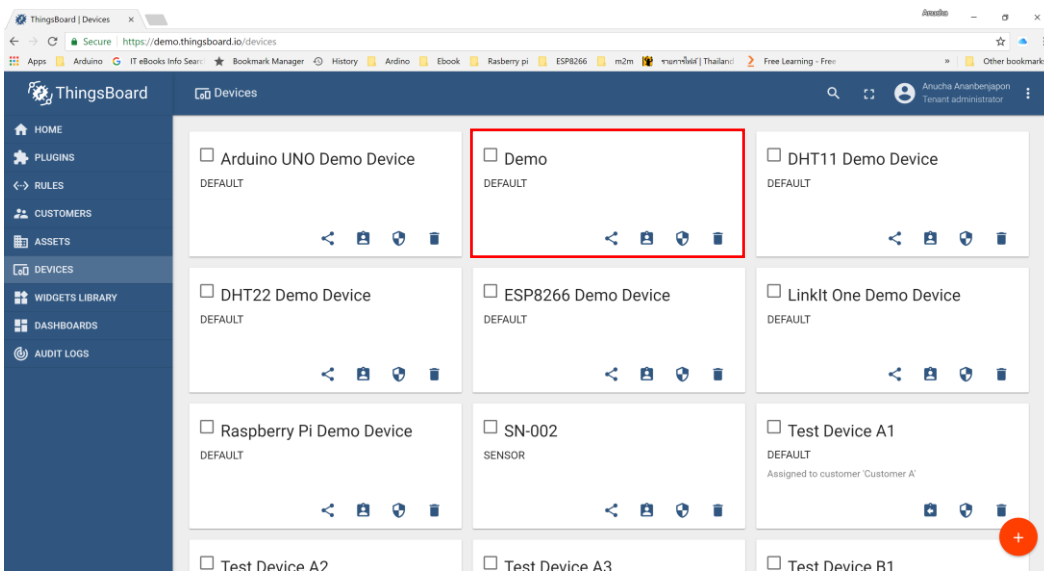 ThingsBoard | Devices
Anucha
Secure
https://demo.thingsboard.io/devices
Apps Arduino IT eBooks Info Searc Bookmark Manager History Ardino Ebook Rasberry pi ESP8266 m2m | Thailand Free Learning - Free » Other bookmark
ThingsBoard
Devices
Anucha Ananbenjapon
Tenant administrator
HOME
PLUGINS
RULES
CUSTOMERS
ASSETS
DEVICES
WIDGETS LIBRARY
DASHBOARDS
AUDIT LOGS
Arduino UNO Demo Device
DEFAULT
Demo
DEFAULT
DHT11 Demo Device
DEFAULT
DHT22 Demo Device
DEFAULT
ESP8266 Demo Device
DEFAULT
LinkIt One Demo Device
DEFAULT
Raspberry Pi Demo Device
DEFAULT
SN-002
SENSOR
Test Device A1
DEFAULT
Assigned to customer 'Customer A'
Test Device A2
Test Device A3
Test Device B1